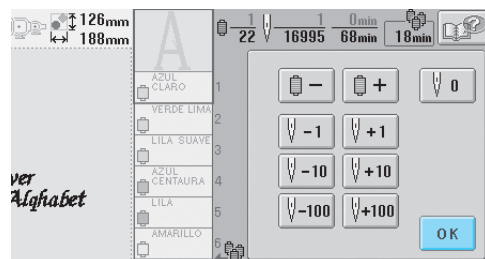 126mm
188mm
A
1
22
1
16995
0min
68min
18min
AZUL
CLARO
1
VERDE LIMA
2
LILA SUAVE
3
AZUL
CENTAURA
4
LILA
5
AMARILLO
6
−
+
0
−1
+1
−10
+10
−100
+100
OK
ver
Alphabet